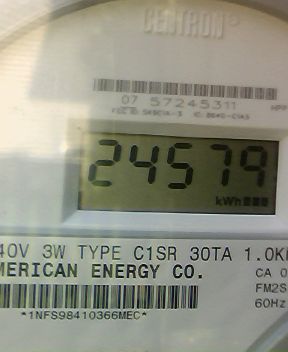 CENTRON®
07 57245311
24579
kWh
40V 3W TYPE C1SR 30TA 1.0K
MERICAN ENERGY CO.
CA 0
FM2S
60Hz
*1NFS98410366MEC*